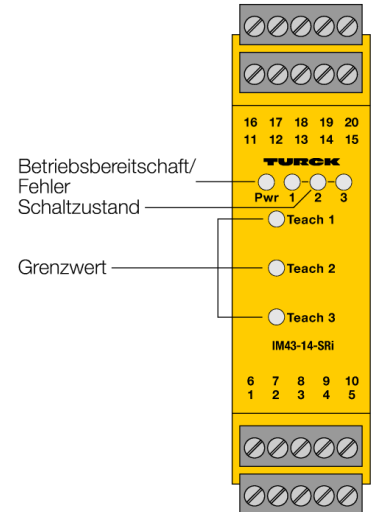 16 17 18 19 20
11 12 13 14 15
TURCK
Betriebsbereitschaft/
Fehler
Pwr 1 2 3
Schaltzustand
Teach 1
Grenzwert
Teach 2
Teach 3
IM43-14-SRi
6 7 8 9 10
1 2 3 4 5